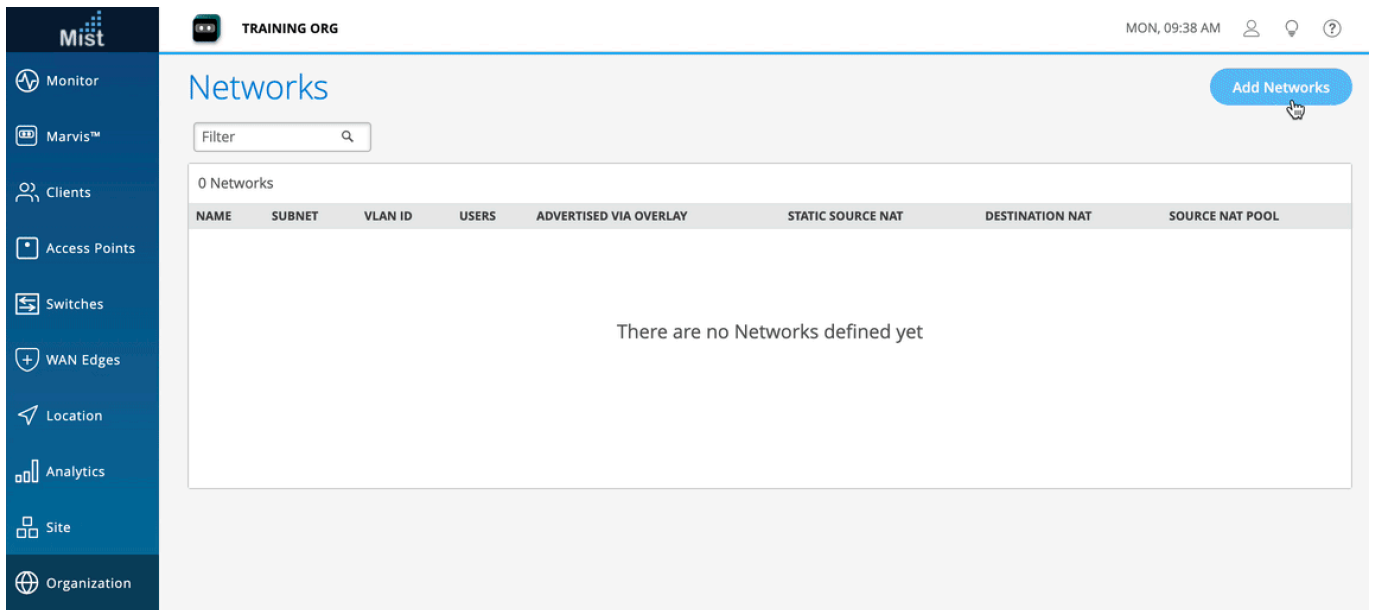 Mist
TRAINING ORG
MON, 09:38 AM
?
Monitor
Marvis™
Clients
Access Points
Switches
WAN Edges
Location
Analytics
Site
Organization
Networks
Add Networks
Filter
0 Networks
NAME SUBNET VLAN ID USERS ADVERTISED VIA OVERLAY STATIC SOURCE NAT DESTINATION NAT SOURCE NAT POOL
There are no Networks defined yet